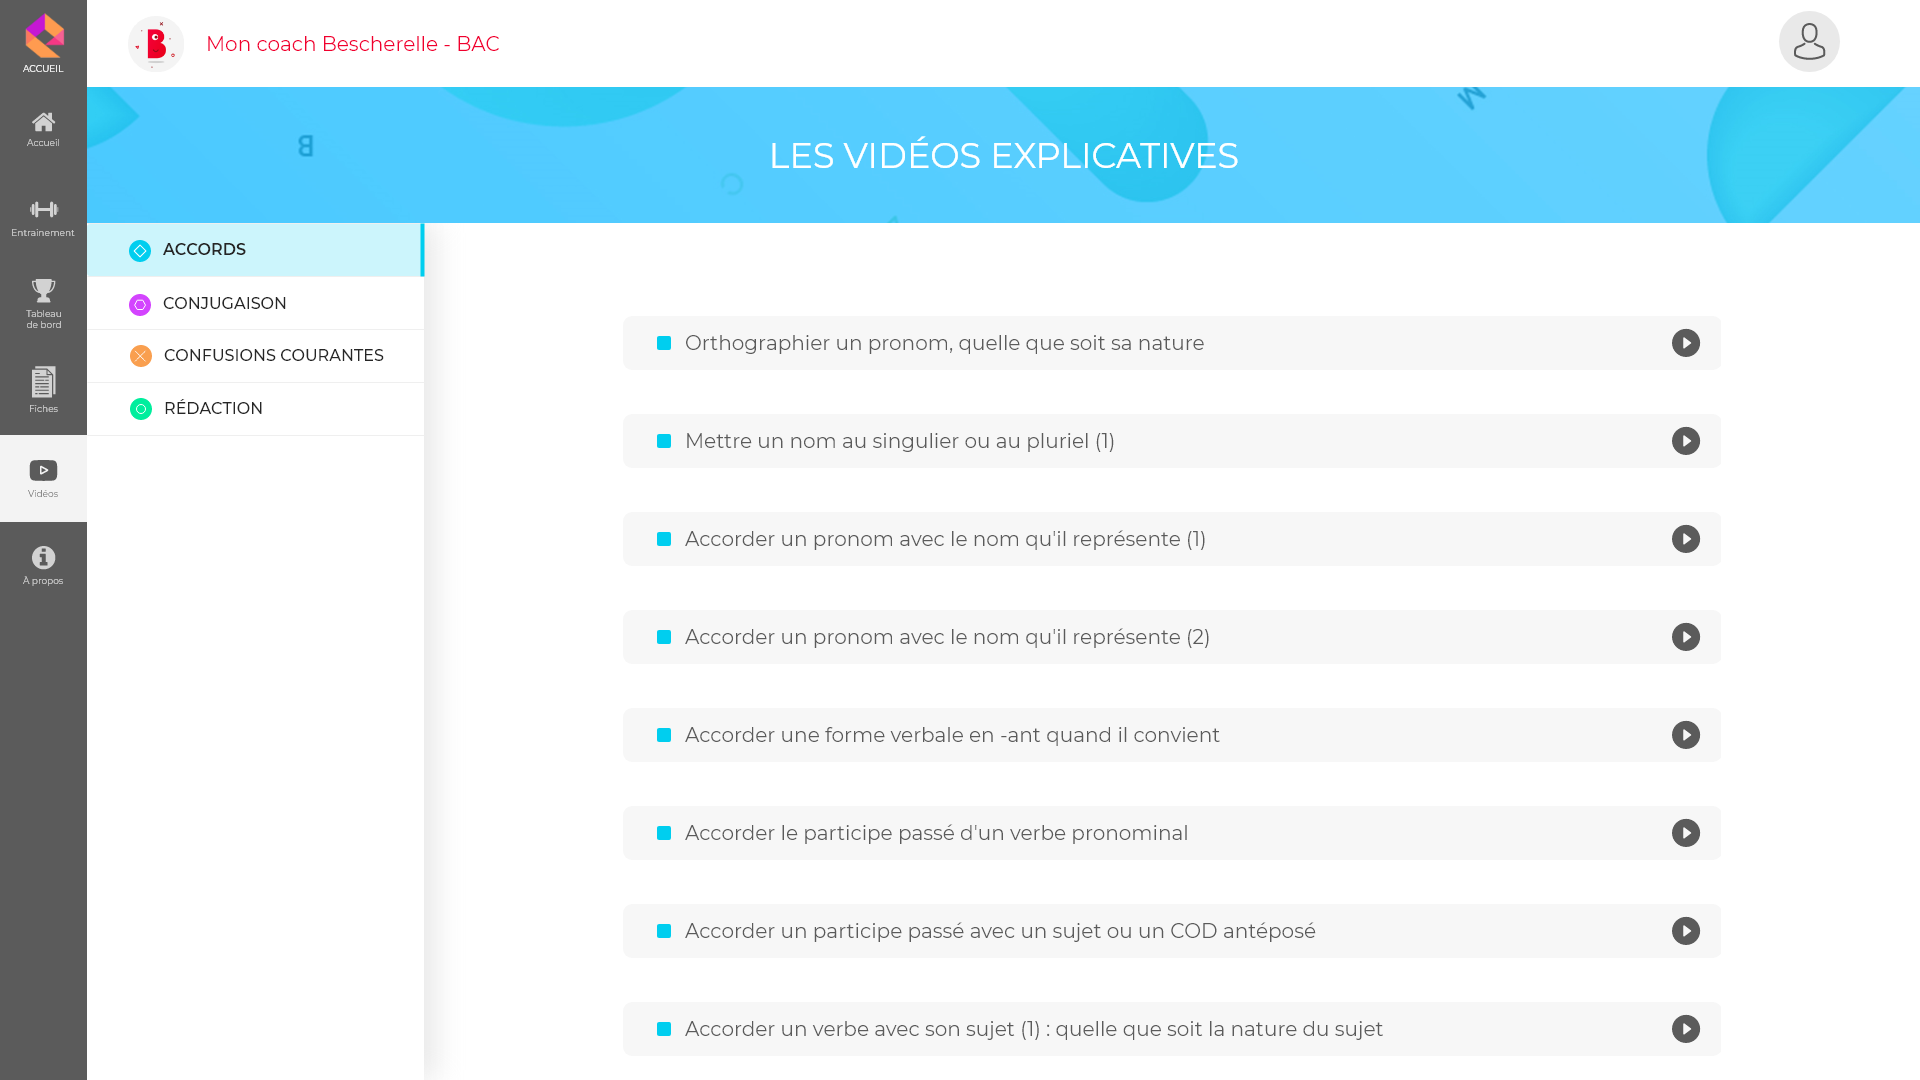 ACCUEIL
Accueil
Entraînement
Tableau
de bord
Fiches
Vidéos
À propos
B
Mon coach Bescherelle - BAC
B
C
M
LES VIDÉOS EXPLICATIVES
ACCORDS
CONJUGAISON
CONFUSIONS COURANTES
RÉDACTION
Orthographier un pronom, quelle que soit sa nature
Mettre un nom au singulier ou au pluriel (1)
Accorder un pronom avec le nom qu'il représente (1)
Accorder un pronom avec le nom qu'il représente (2)
Accorder une forme verbale en -ant quand il convient
Accorder le participe passé d'un verbe pronominal
Accorder un participe passé avec un sujet ou un COD antéposé
Accorder un verbe avec son sujet (1) : quelle que soit la nature du sujet